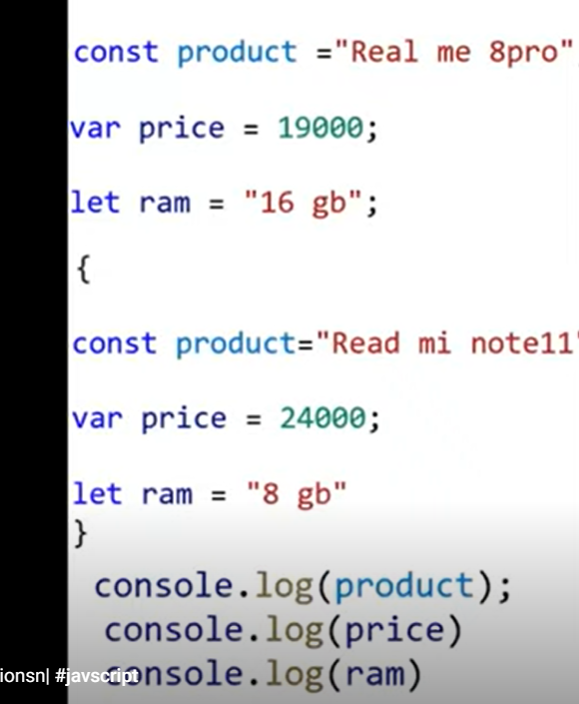 const product ="Real me 8pro"
var price = 19000;
let ram = "16 gb";
{
const product="Read mi note11"
var price = 24000;
let ram = "8 gb"
}
console.log(product);
console.log(price)
console.log(ram)
ionsn| #javscript